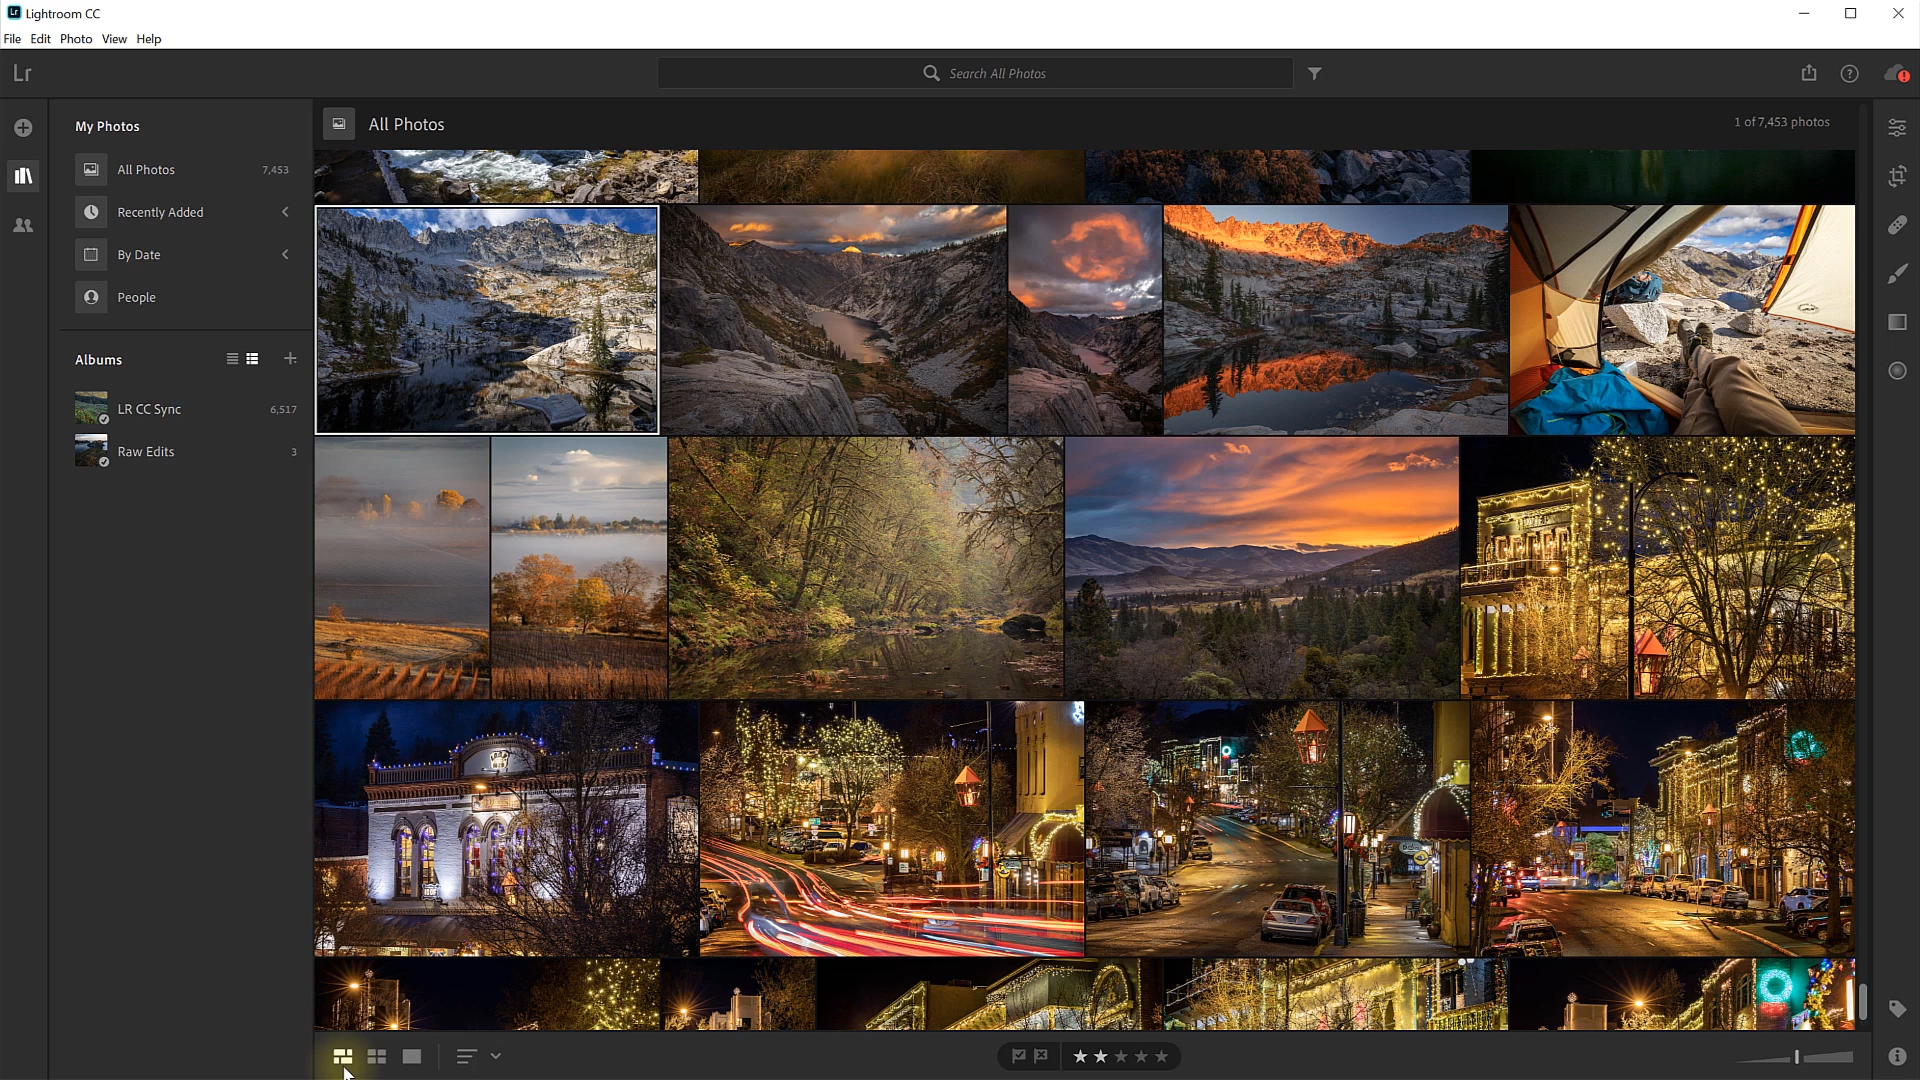 Lr Lightroom CC
File Edit Photo View Help
Lr
Search All Photos
My Photos
All Photos
1 of 7,453 photos
All Photos 7,453
Recently Added
By Date
People
Albums
LR CC Sync 6,517
Raw Edits 3